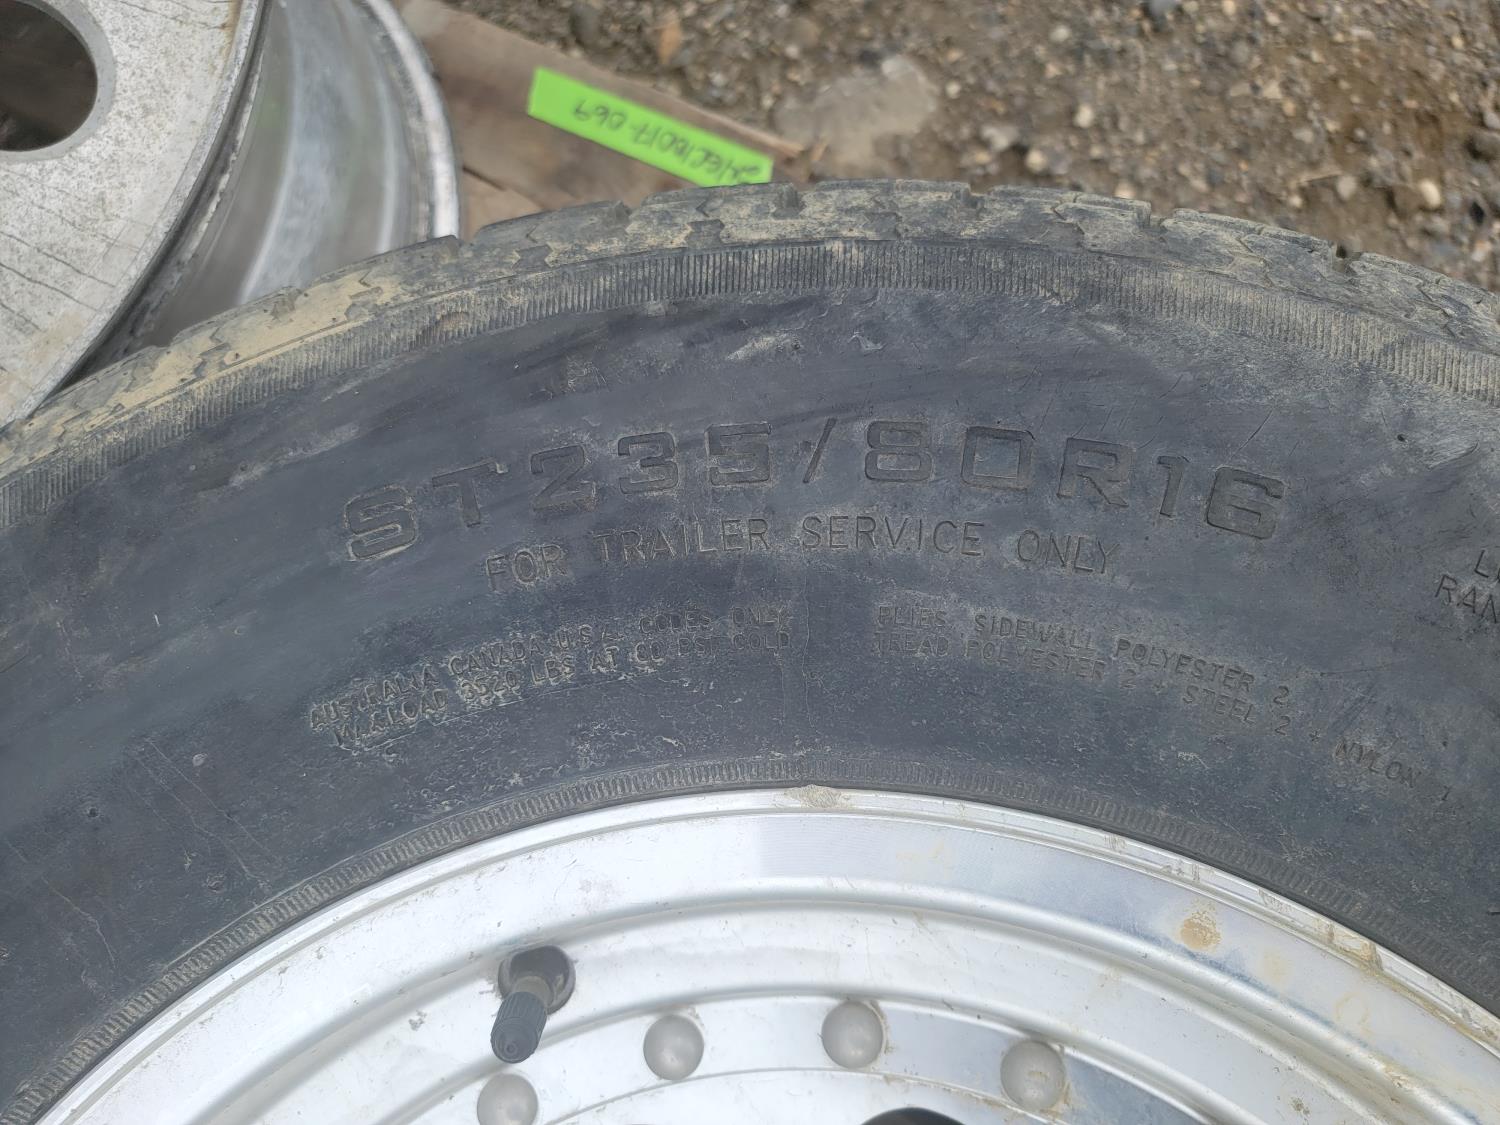 ST235/80R16
FOR TRAILER SERVICE ONLY
AUSTRALIA CANADA U.S.A. CODES ONLY
MAX LOAD 3520 LBS AT 80 PSI COLD
PLIES SIDEWALL POLYESTER 2
TREAD POLYESTER 2 + STEEL 2 + NYLON 1